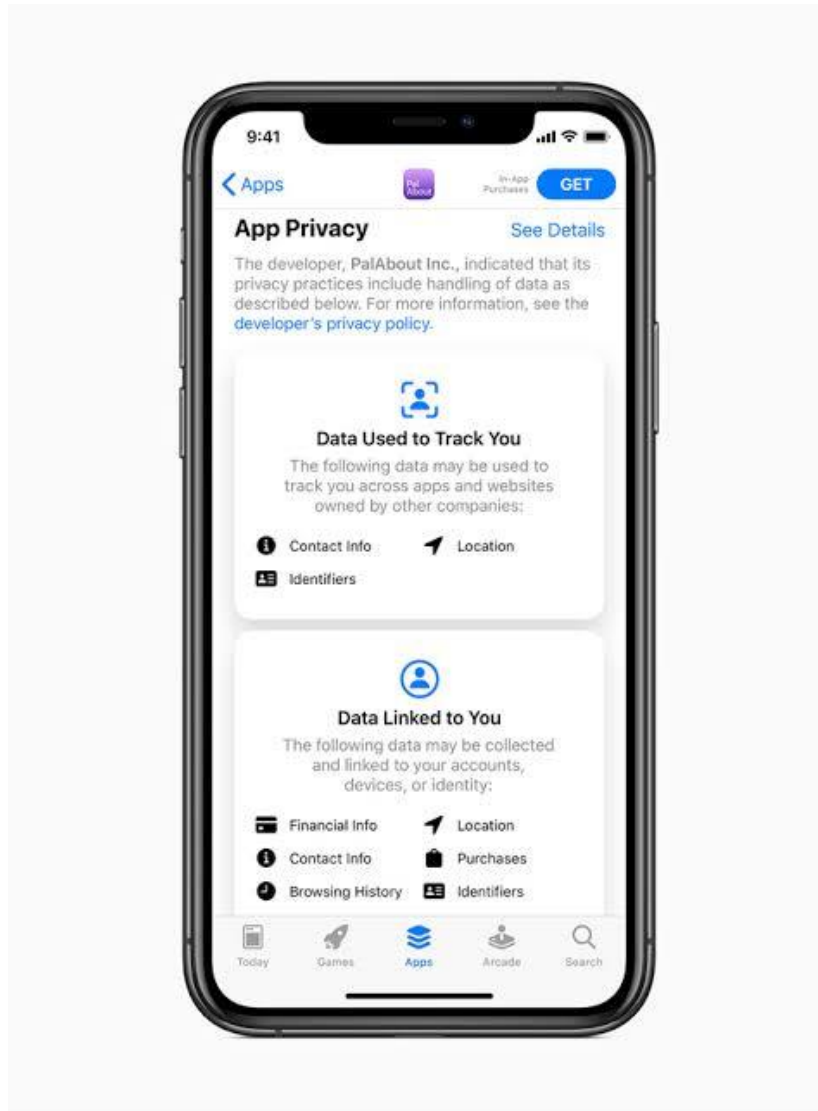 9:41
Apps
Pal
About
In-App
Purchases
GET
App Privacy
See Details
The developer, PalAbout Inc., indicated that its
privacy practices include handling of data as
described below. For more information, see the
developer's privacy policy.
Data Used to Track You
The following data may be used to
track you across apps and websites
owned by other companies:
Contact Info
Location
Identifiers
Data Linked to You
The following data may be collected
and linked to your accounts,
devices, or identity:
Financial Info
Location
Contact Info
Purchases
Browsing History
Identifiers
Today
Games
Apps
Arcade
Search